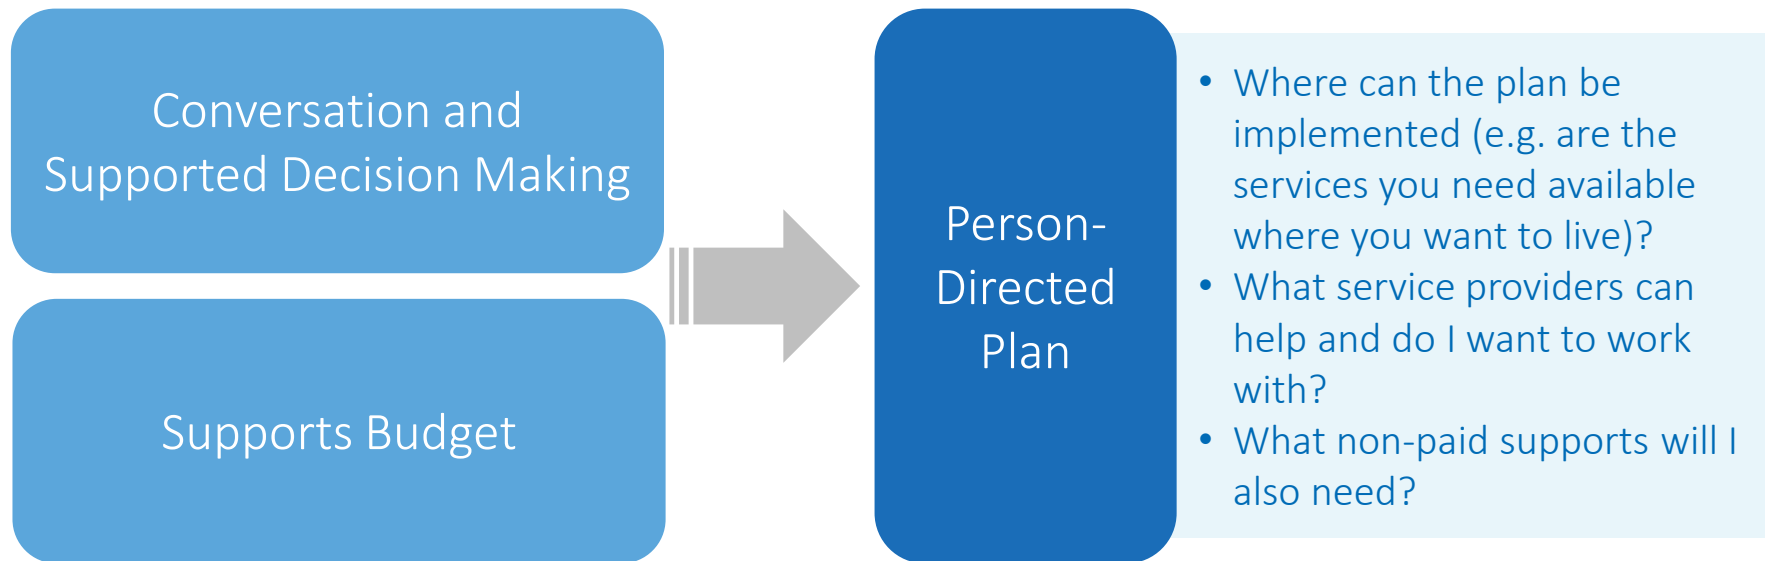 Conversation and
Supported Decision Making
Supports Budget
Person-
Directed
Plan
• Where can the plan be
implemented (e.g. are the
services you need available
where you want to live)?
• What service providers can
help and do I want to work
with?
• What non-paid supports will I
also need?